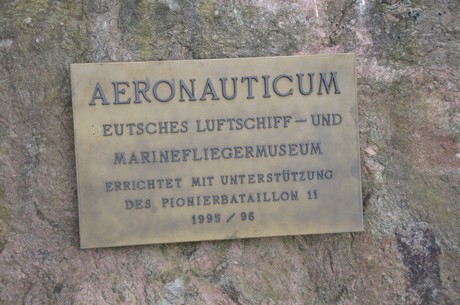 AERONAUTICUM
EUTSCHES LUFTSCHIFF-UND
MARINEFLIEGERMUSEUM
ERRICHTET MIT UNTERSTÜTZUNG
DES PIONIERBATAILLON 11
1995 / 96